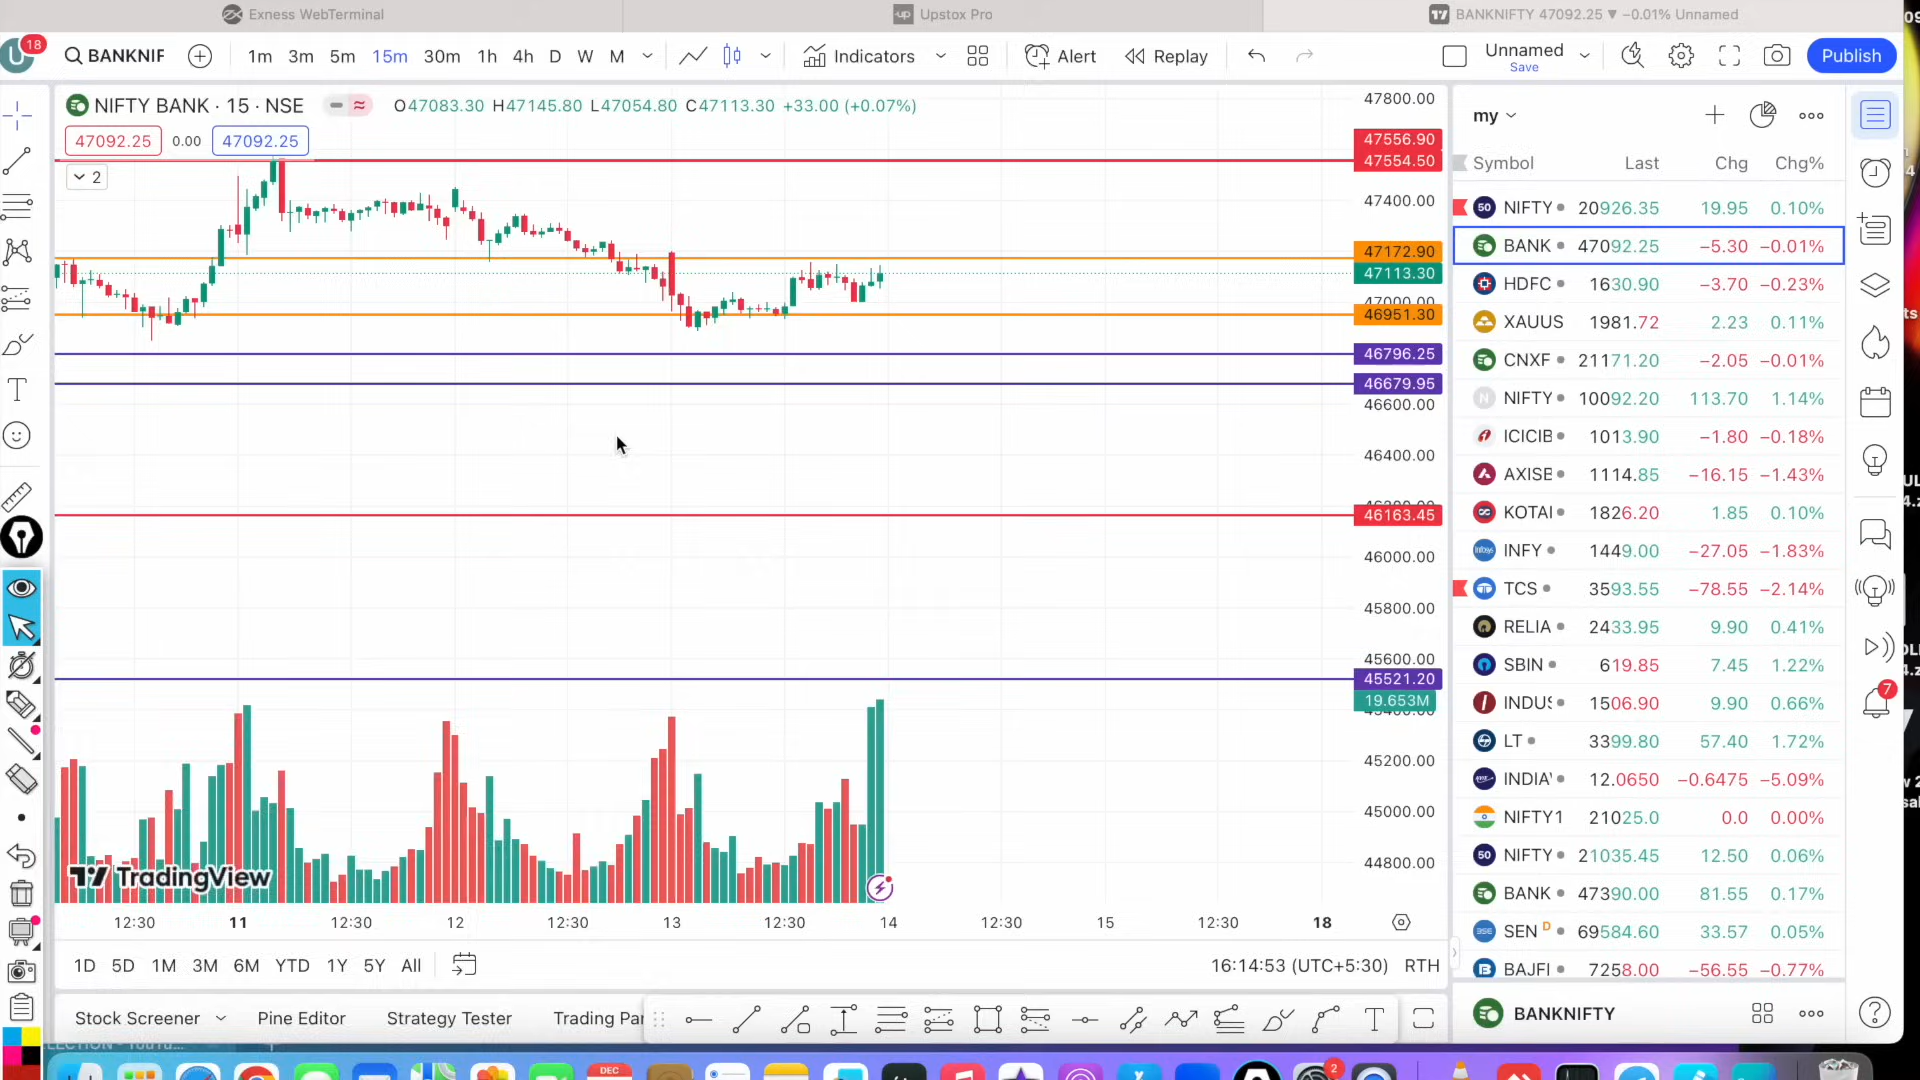 Exness WebTerminal
Upstox Pro
BANKNIFTY 47092.25 ▼ −0.01% Unnamed
U 18
BANKNIF
1m 3m 5m 15m 30m 1h 4h D W M
Indicators
Alert
Replay
Unnamed
Save
Publish
NIFTY BANK · 15 · NSE
O47083.30 H47145.80 L47054.80 C47113.30 +33.00 (+0.07%)
47092.25 0.00 47092.25
2
47800.00
47556.90
47554.50
47400.00
47172.90
47113.30
47000.00
46951.30
46796.25
46679.95
46600.00
46400.00
46163.45
46000.00
45800.00
45600.00
45521.20
19.653M
45200.00
45000.00
44800.00
TradingView
12:30 11 12:30 12 12:30 13 12:30 14 12:30 15 12:30 18
1D 5D 1M 3M 6M YTD 1Y 5Y All
16:14:53 (UTC+5:30) RTH
Stock Screener
Pine Editor
Strategy Tester
Trading Par
my
Symbol Last Chg Chg%
50 NIFTY 20926.35 19.95 0.10%
BANK 47092.25 −5.30 −0.01%
HDFC 1630.90 −3.70 −0.23%
XAUUS 1981.72 2.23 0.11%
CNXF 21171.20 −2.05 −0.01%
N NIFTY 10092.20 113.70 1.14%
ICICIB 1013.90 −1.80 −0.18%
AXISB 1114.85 −16.15 −1.43%
KOTAI 1826.20 1.85 0.10%
INFY 1449.00 −27.05 −1.83%
TCS 3593.55 −78.55 −2.14%
RELIA 2433.95 9.90 0.41%
SBIN 619.85 7.45 1.22%
INDUS 1506.90 9.90 0.66%
LT 3399.80 57.40 1.72%
INDIAV 12.0650 −0.6475 −5.09%
NIFTY1 21025.0 0.0 0.00%
50 NIFTY 21035.45 12.50 0.06%
BANK 47390.00 81.55 0.17%
SEN D 69584.60 33.57 0.05%
BAJFI 7258.00 −56.55 −0.77%
BANKNIFTY
7
DEC
2